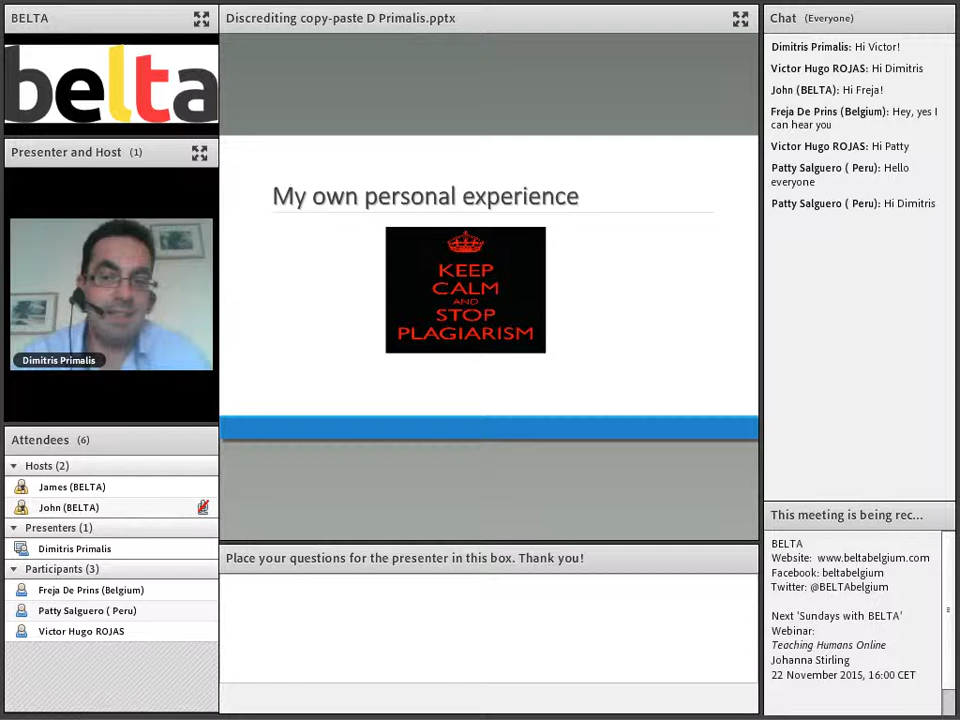 BELTA
belta
Presenter and Host (1)
Dimitris Primalis
Attendees (6)
Hosts (2)
James (BELTA)
John (BELTA)
Presenters (1)
Dimitris Primalis
Participants (3)
Freja De Prins (Belgium)
Patty Salguero ( Peru)
Victor Hugo ROJAS
Discrediting copy-paste D Primalis.pptx
My own personal experience
KEEP
CALM
AND
STOP
PLAGIARISM
Place your questions for the presenter in this box. Thank you!
Chat (Everyone)
Dimitris Primalis: Hi Victor!
Victor Hugo ROJAS: Hi Dimitris
John (BELTA): Hi Freja!
Freja De Prins (Belgium): Hey, yes I
can hear you
Victor Hugo ROJAS: Hi Patty
Patty Salguero ( Peru): Hello
everyone
Patty Salguero ( Peru): Hi Dimitris
This meeting is being rec...
BELTA
Website: www.beltabelgium.com
Facebook: beltabelgium
Twitter: @BELTAbelgium
Next 'Sundays with BELTA'
Webinar:
Teaching Humans Online
Johanna Stirling
22 November 2015, 16:00 CET